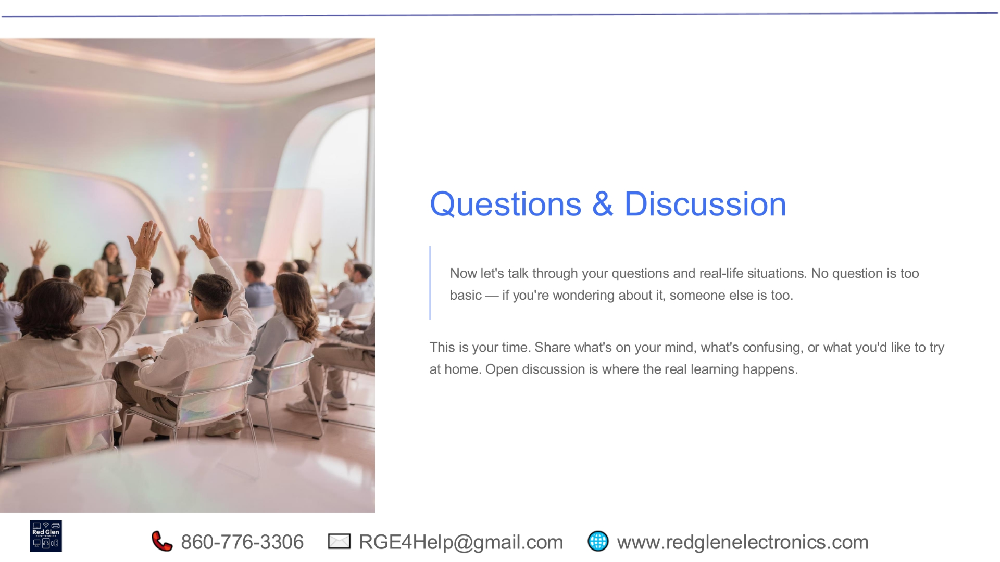 Questions & Discussion
Now let's talk through your questions and real-life situations. No question is too
basic — if you're wondering about it, someone else is too.
This is your time. Share what's on your mind, what's confusing, or what you'd like to try
at home. Open discussion is where the real learning happens.
Red Glen
ELECTRONICS
860-776-3306
RGE4Help@gmail.com
www.redglenelectronics.com